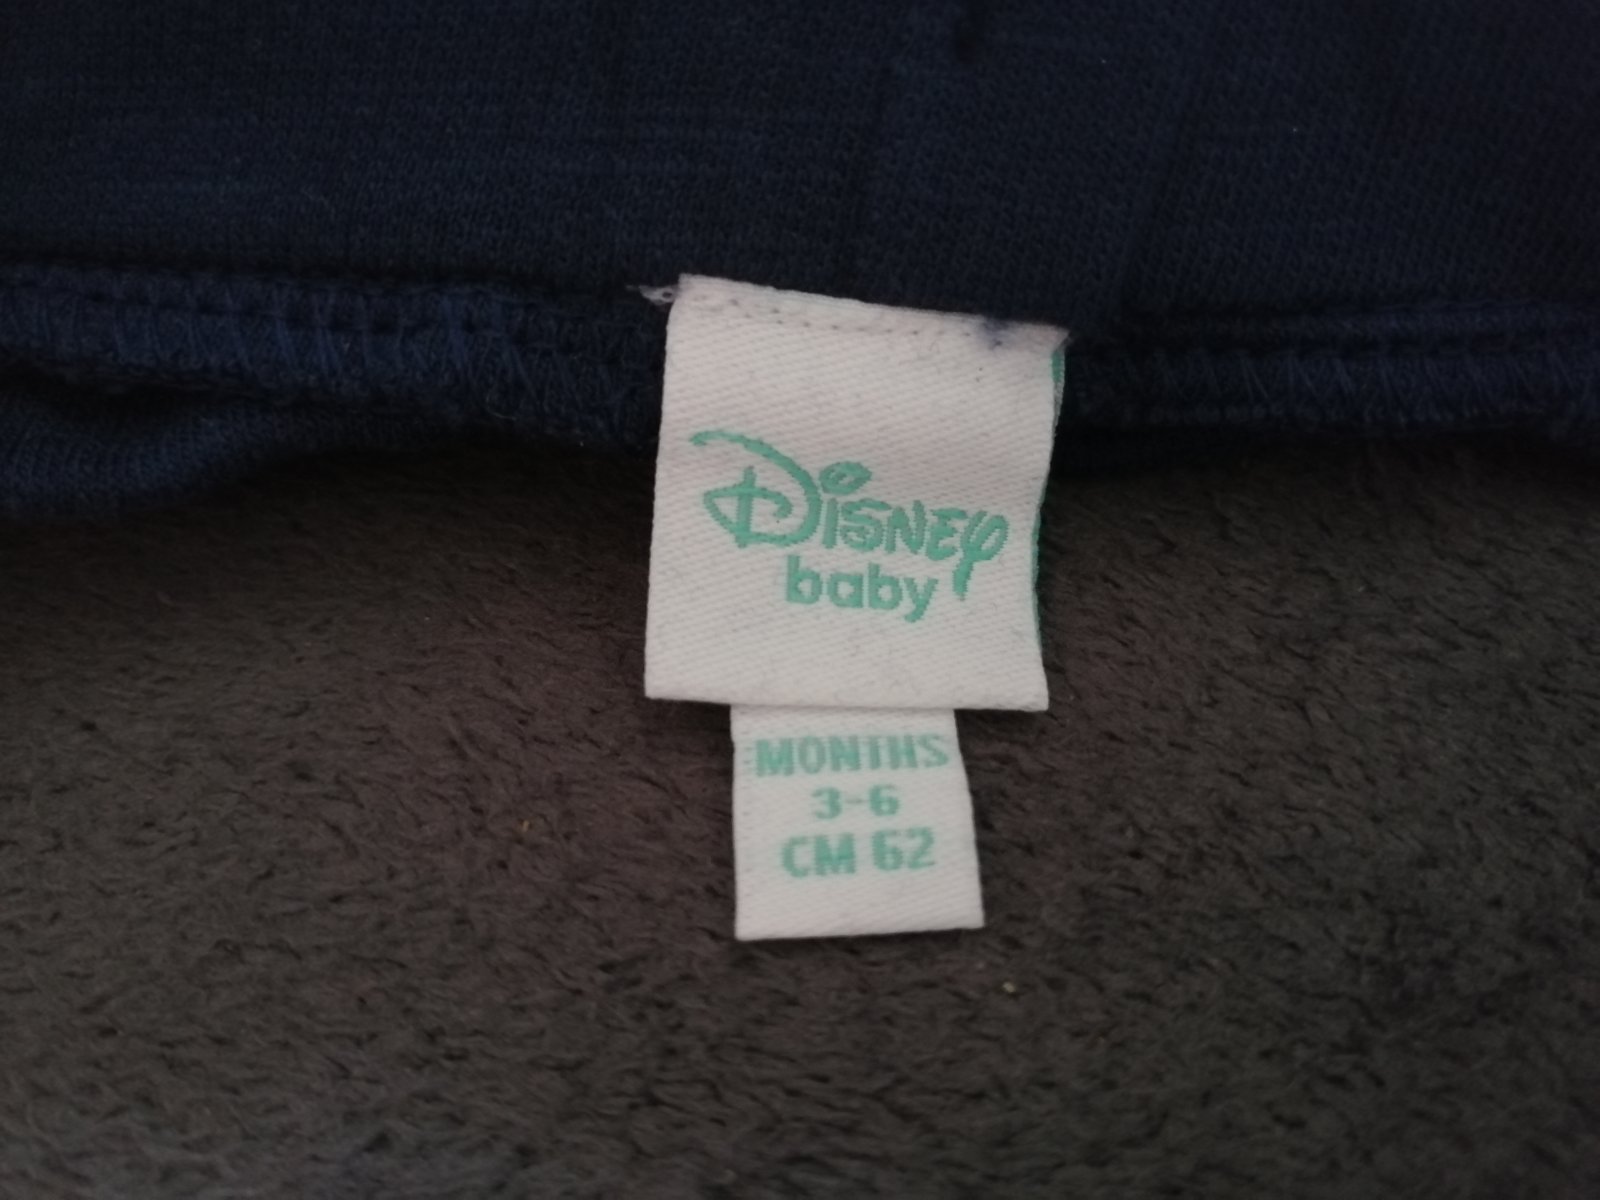 Disney
baby
MONTHS
3-6
CM 62